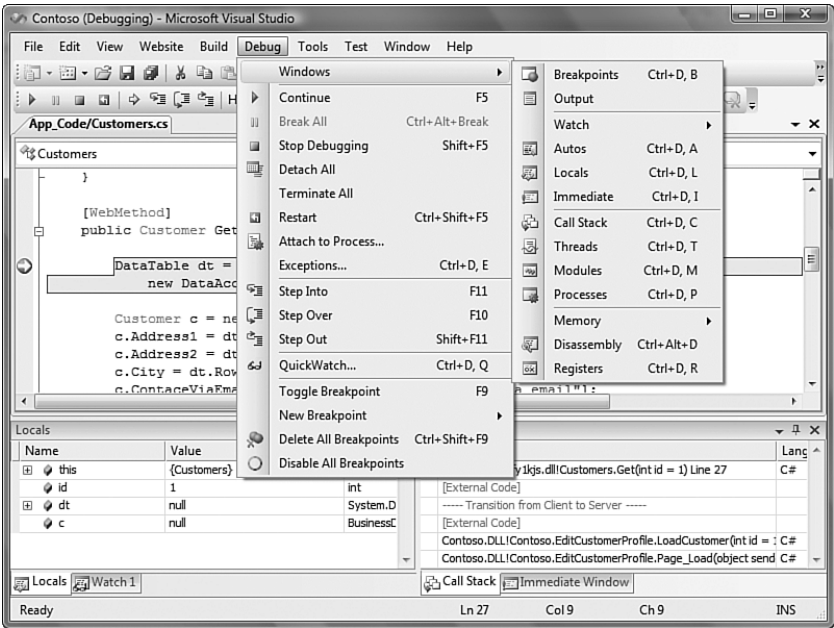 Contoso (Debugging) - Microsoft Visual Studio
File Edit View Website Build Debug Tools Test Window Help
Windows
Continue F5
Break All Ctrl+Alt+Break
Stop Debugging Shift+F5
Detach All
Terminate All
Restart Ctrl+Shift+F5
Attach to Process...
Exceptions... Ctrl+D, E
Step Into F11
Step Over F10
Step Out Shift+F11
QuickWatch... Ctrl+D, Q
Toggle Breakpoint F9
New Breakpoint
Delete All Breakpoints Ctrl+Shift+F9
Disable All Breakpoints
Breakpoints Ctrl+D, B
Output
Watch
Autos Ctrl+D, A
Locals Ctrl+D, L
Immediate Ctrl+D, I
Call Stack Ctrl+D, C
Threads Ctrl+D, T
Modules Ctrl+D, M
Processes Ctrl+D, P
Memory
Disassembly Ctrl+Alt+D
Registers Ctrl+D, R
App_Code/Customers.cs
Customers
}
[WebMethod]
public Customer Get
DataTable dt =
new DataAcc
Customer c = ne
c.Address1 = dt
c.Address2 = dt
c.City = dt.Row
c.ContaceViaEma
a email"];
Locals
Name Value
this {Customers}
id 1 int
dt null System.D
c null Business
Lang
y1kjs.dll!Customers.Get(int id = 1) Line 27 C#
[External Code]
----- Transition from Client to Server -----
[External Code]
Contoso.DLL!Contoso.EditCustomerProfile.LoadCustomer(int id = 1 C#
Contoso.DLL!Contoso.EditCustomerProfile.Page_Load(object send C#
Locals Watch 1
Call Stack Immediate Window
Ready Ln 27 Col 9 Ch 9 INS